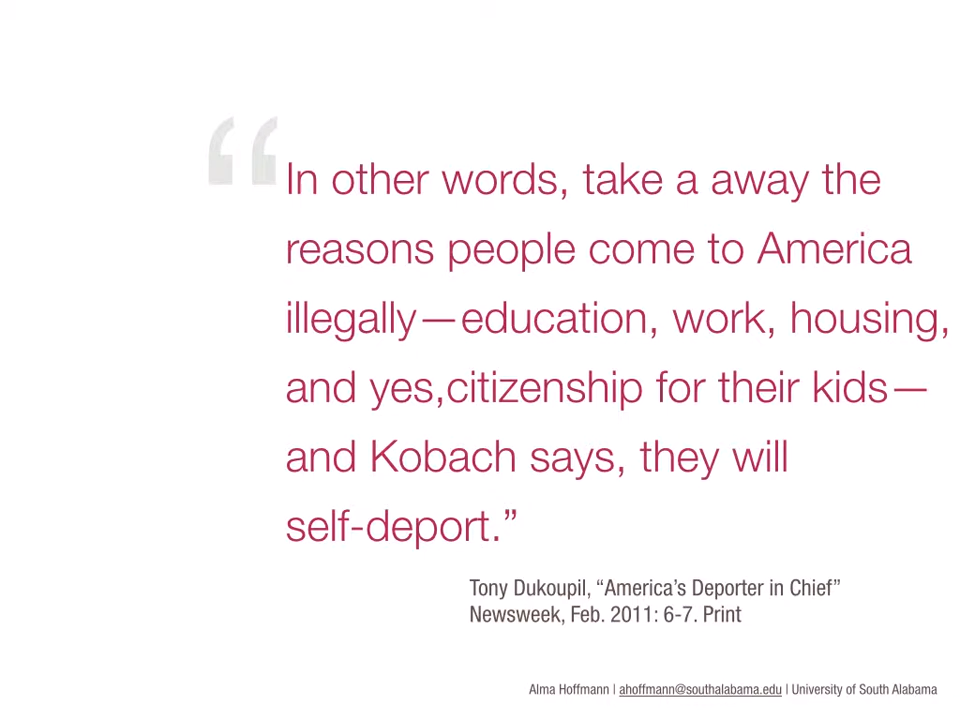 “In other words, take a away the
reasons people come to America
illegally—education, work, housing,
and yes,citizenship for their kids—
and Kobach says, they will
self-deport.”
Tony Dukoupil, “America’s Deporter in Chief”
Newsweek, Feb. 2011: 6-7. Print
Alma Hoffmann | ahoffmann@southalabama.edu | University of South Alabama